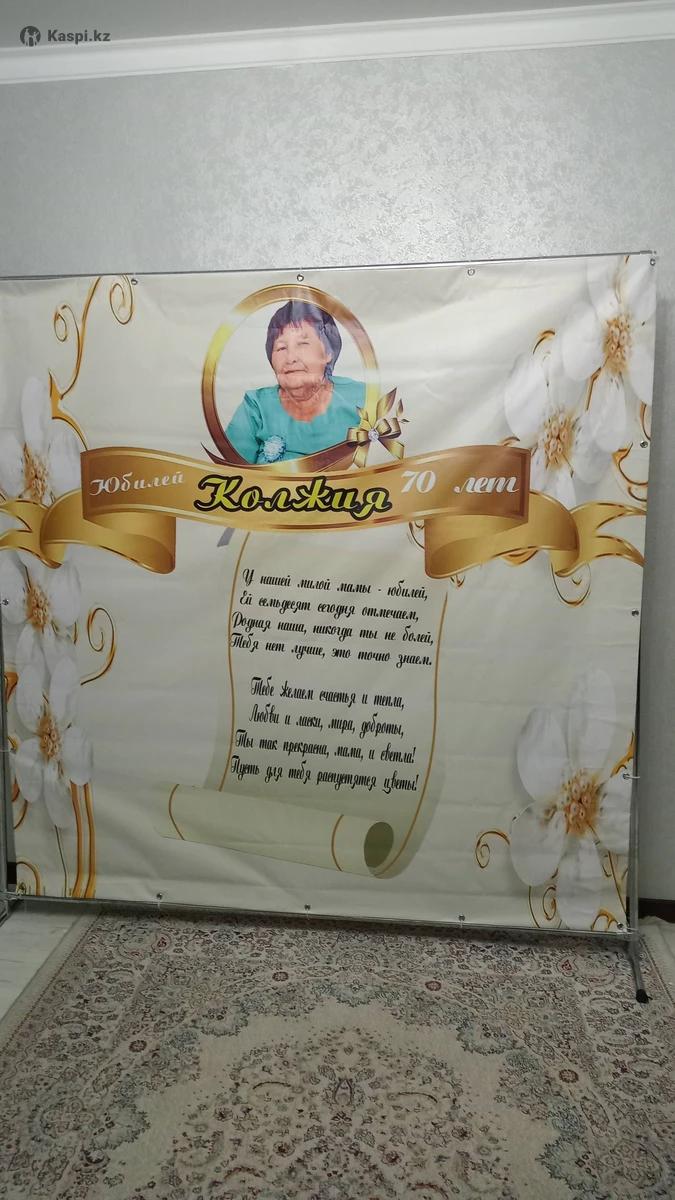 Kaspi.kz
Юбилей Колжия 70 лет
У нашей милой мамы - юбилей,
Ей семьдесят сегодня отмечаем,
Родная наша, никогда ты не болей,
Тебя нет лучше, это точно знаем.
Тебе желаем счастья и тепла,
Любви и ласки, мира, доброты,
Ты так прекрасна, мама, и светла!
Пусть для тебя распустятся цветы!